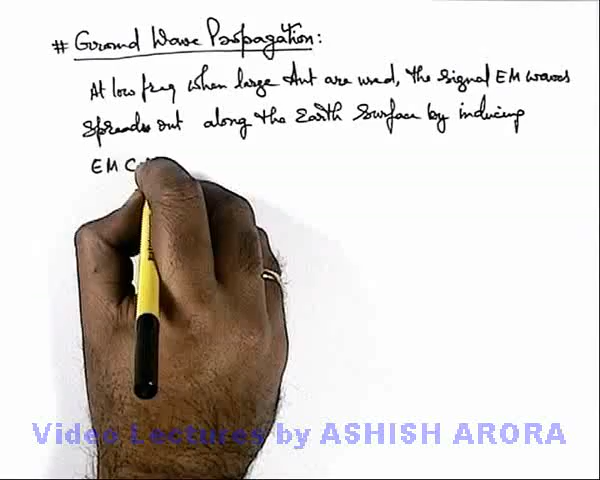 # Ground Wave Propagation:
At low freq when large Ant are used, the signal EM waves
spreads out along the Earth Surface by inducing
EM C
Video Lectures by ASHISH ARORA